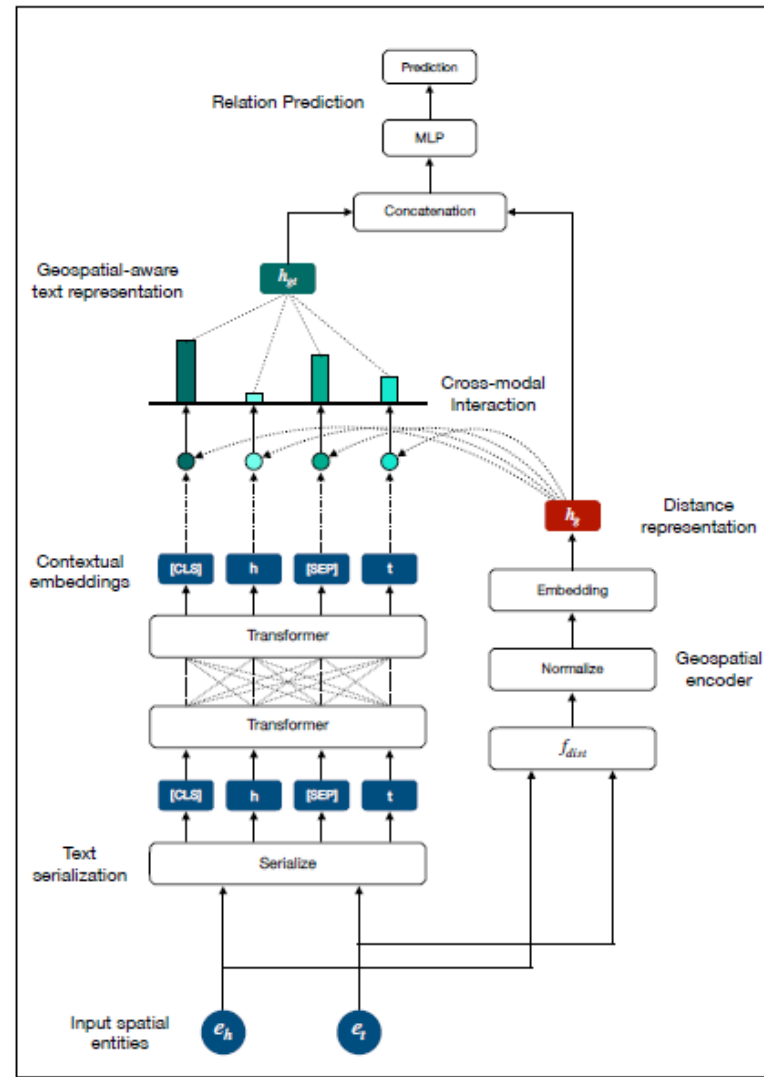 Prediction
Relation Prediction
MLP
Concatenation
Geospatial-aware
text representation
h_gt
Cross-modal
Interaction
h_g
Distance
representation
Contextual
embeddings
[CLS] h [SEP] t
Embedding
Transformer
Normalize
Geospatial
encoder
Transformer
f_dist
[CLS] h [SEP] t
Text
serialization
Serialize
Input spatial
entities
e_h e_t